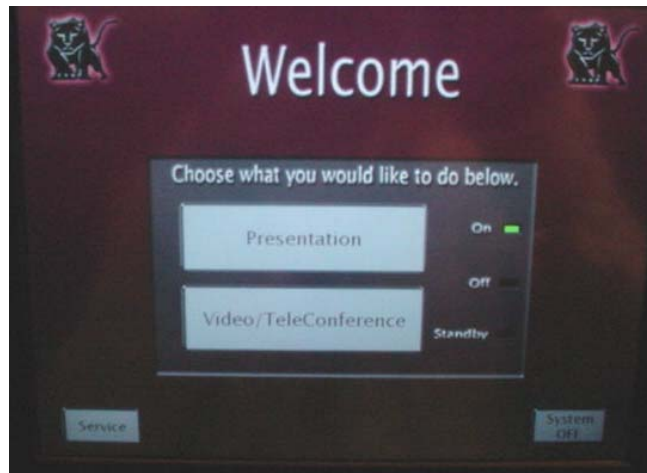 Welcome
Choose what you would like to do below.
Presentation
On
Off
Video/TeleConference
Standby
Service
System
Off